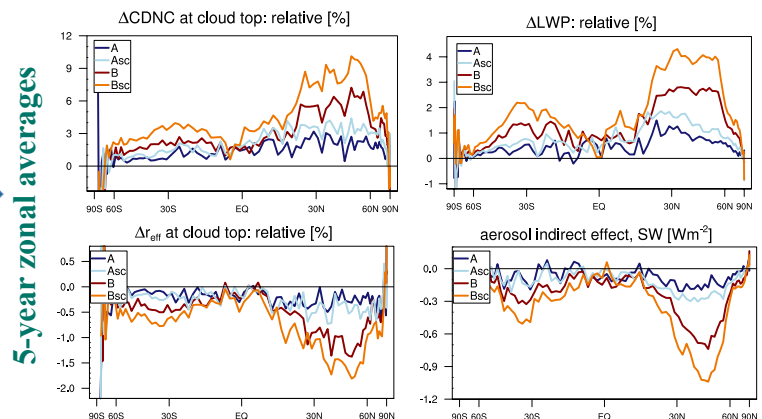 5-year zonal averages
ΔCDNC at cloud top: relative [%]
12
9
6
3
0
A
Asc
B
Bsc
90S 60S 30S EQ 30N 60N 90N
ΔLWP: relative [%]
4
3
2
1
0
-1
A
Asc
B
Bsc
90S 60S 30S EQ 30N 60N 90N
Δreff at cloud top: relative [%]
0.5
0.0
-0.5
-1.0
-1.5
-2.0
A
Asc
B
Bsc
90S 60S 30S EQ 30N 60N 90N
aerosol indirect effect, SW [Wm-2]
0.0
-0.3
-0.6
-0.9
-1.2
A
Asc
B
Bsc
90S 60S 30S EQ 30N 60N 90N